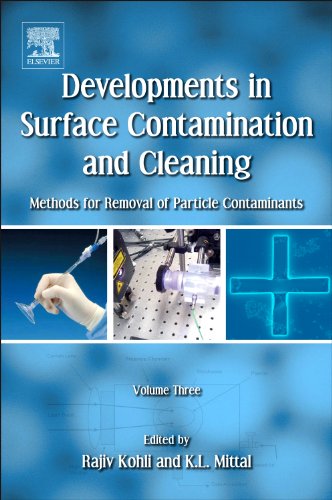 ELSEVIER
Developments in
Surface Contamination
and Cleaning
Methods for Removal of Particle Contaminants
Volume Three
Edited by
Rajiv Kohli and K.L. Mittal